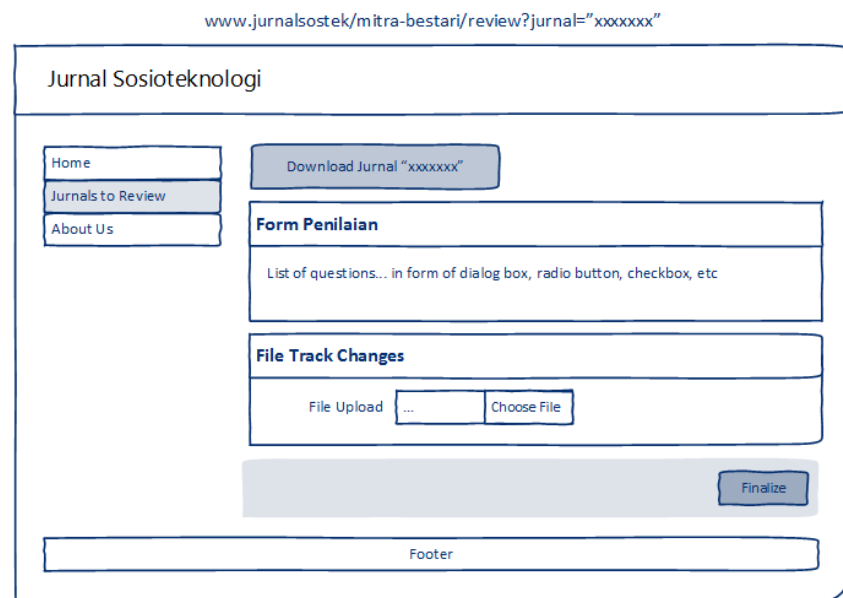 www.jurnalsostek/mitra-bestari/review?jurnal=”xxxxxxx”
Jurnal Sosioteknologi
Home
Jurnals to Review
About Us
Download Jurnal “xxxxxxx”
Form Penilaian
List of questions... in form of dialog box, radio button, checkbox, etc
File Track Changes
File Upload ... Choose File
Finalize
Footer